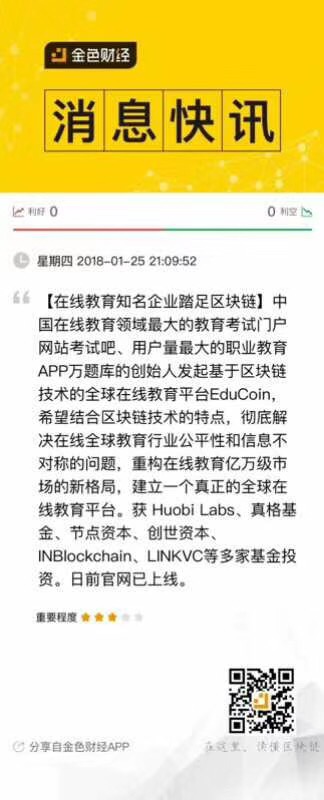 金色财经
消息快讯
利好 0
0 利空
星期四 2018-01-25 21:09:52
【在线教育知名企业踏足区块链】中
国在线教育领域最大的教育考试门户
网站考试吧、用户量最大的职业教育
APP万题库的创始人发起基于区块链
技术的全球在线教育平台EduCoin，
希望结合区块链技术的特点，彻底解
决在线全球教育行业公平性和信息不
对称的问题，重构在线教育亿万级市
场的新格局，建立一个真正的全球在
线教育平台。获 Huobi Labs、真格基
金、节点资本、创世资本、
INBlockchain、LINKVC等多家基金投
资。日前官网已上线。
重要程度
分享自金色财经APP
在这里，读懂区块链